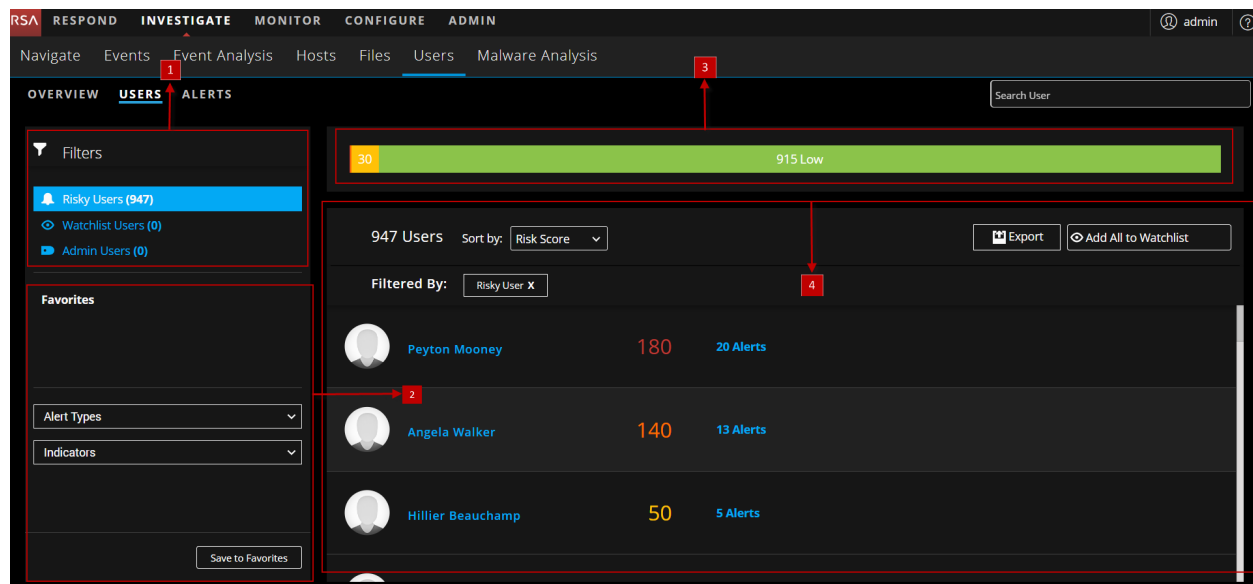 RSA RESPOND INVESTIGATE MONITOR CONFIGURE ADMIN admin
Navigate Events Event Analysis Hosts Files Users Malware Analysis
1
3
OVERVIEW USERS ALERTS
Search User
Filters
30 915 Low
Risky Users (947)
Watchlist Users (0)
Admin Users (0)
947 Users Sort by: Risk Score Export Add All to Watchlist
Filtered By: Risky User X
4
Favorites
Peyton Mooney 180 20 Alerts
2
Alert Types
Angela Walker 140 13 Alerts
Indicators
Hillier Beauchamp 50 5 Alerts
Save to Favorites